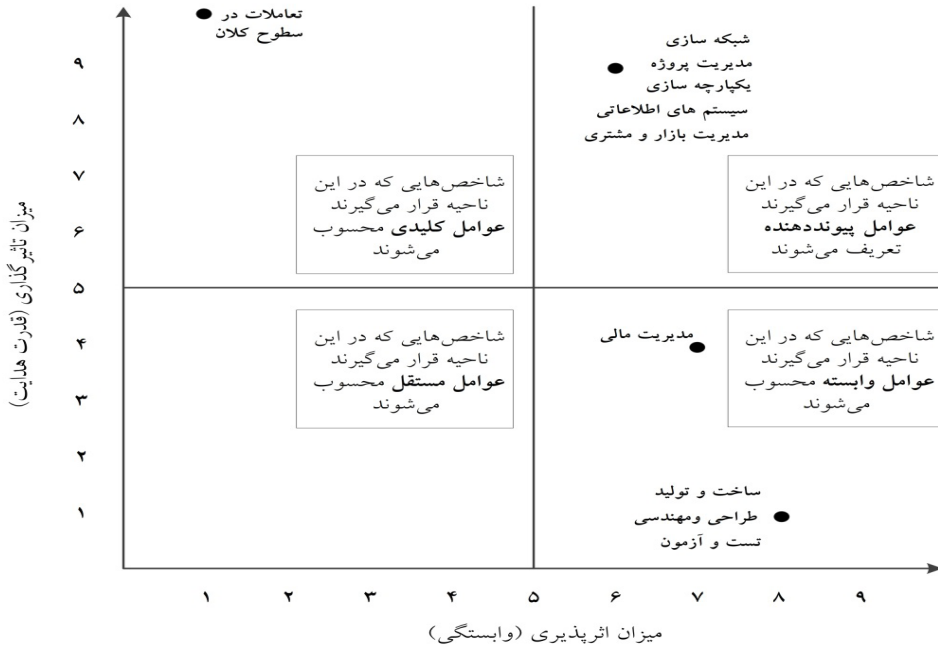 تعاملات در
سطوح کلان
شبکه سازی
مدیریت پروژه
یکپارچه سازی
سیستم های اطلاعاتی
مدیریت بازار و مشتری
شاخص‌هایی که در این
ناحیه قرار می‌گیرند
عوامل پیونددهنده
تعریف می‌شوند
شاخص‌هایی که در این
ناحیه قرار می‌گیرند
عوامل کلیدی محسوب
می‌شوند
مدیریت مالی
شاخص‌هایی که در این
ناحیه قرار می‌گیرند
عوامل وابسته محسوب
می‌شوند
شاخص‌هایی که در این
ناحیه قرار می‌گیرند
عوامل مستقل محسوب
می‌شوند
ساخت و تولید
طراحی ومهندسی
تست و آزمون
میزان تاثیرگذاری (قدرت هدایت)
۹
۸
۷
۶
۵
۴
۳
۲
۱
۱ ۲ ۳ ۴ ۵ ۶ ۷ ۸ ۹
میزان اثرپذیری (وابستگی)